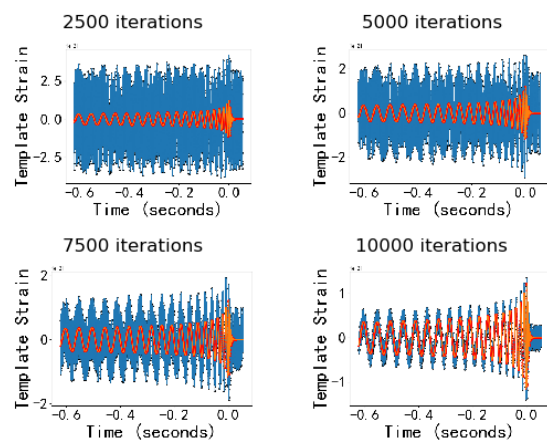 2500 iterations
5000 iterations
Template Strain
2.5
0.0
−2.5
−0.6
−0.4
−0.2
0.0
Time (seconds)
Template Strain
2
0
−2
−0.6
−0.4
−0.2
0.0
Time (seconds)
7500 iterations
10000 iterations
Template Strain
2
0
−2
−0.6
−0.4
−0.2
0.0
Time (seconds)
Template Strain
1
0
−1
−0.6
−0.4
−0.2
0.0
Time (seconds)